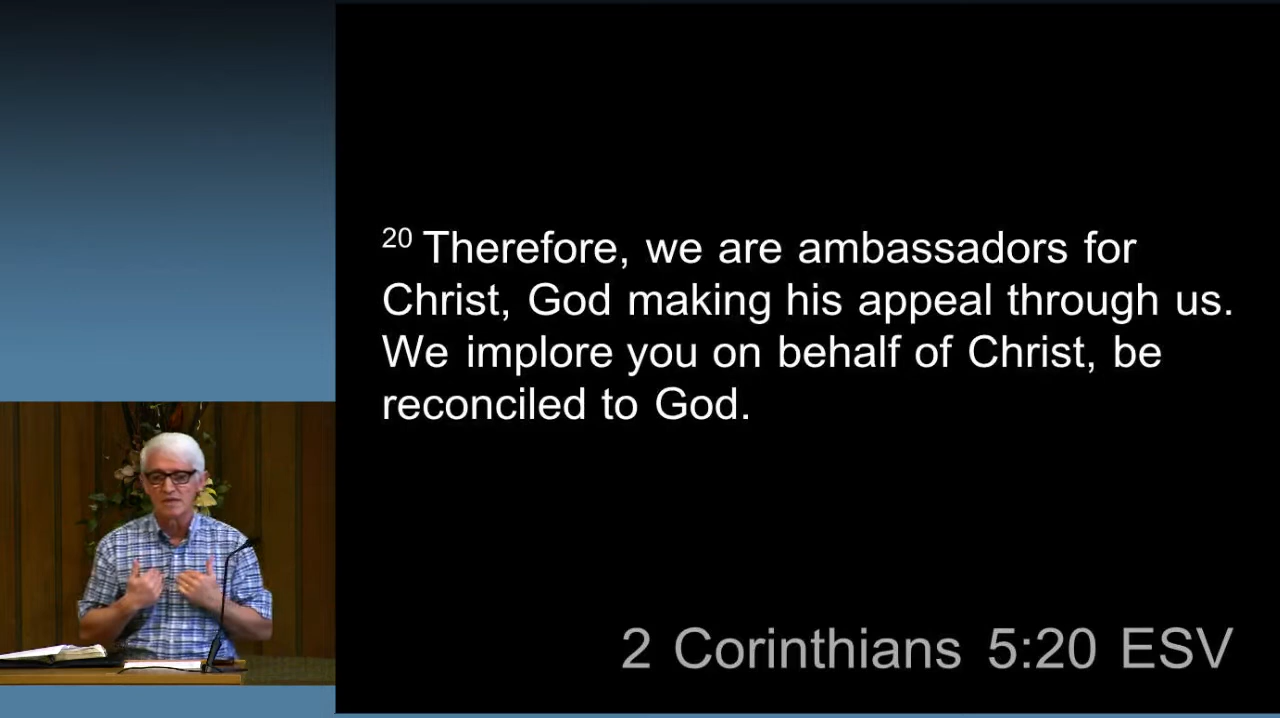 20 Therefore, we are ambassadors for
Christ, God making his appeal through us.
We implore you on behalf of Christ, be
reconciled to God.
2 Corinthians 5:20 ESV